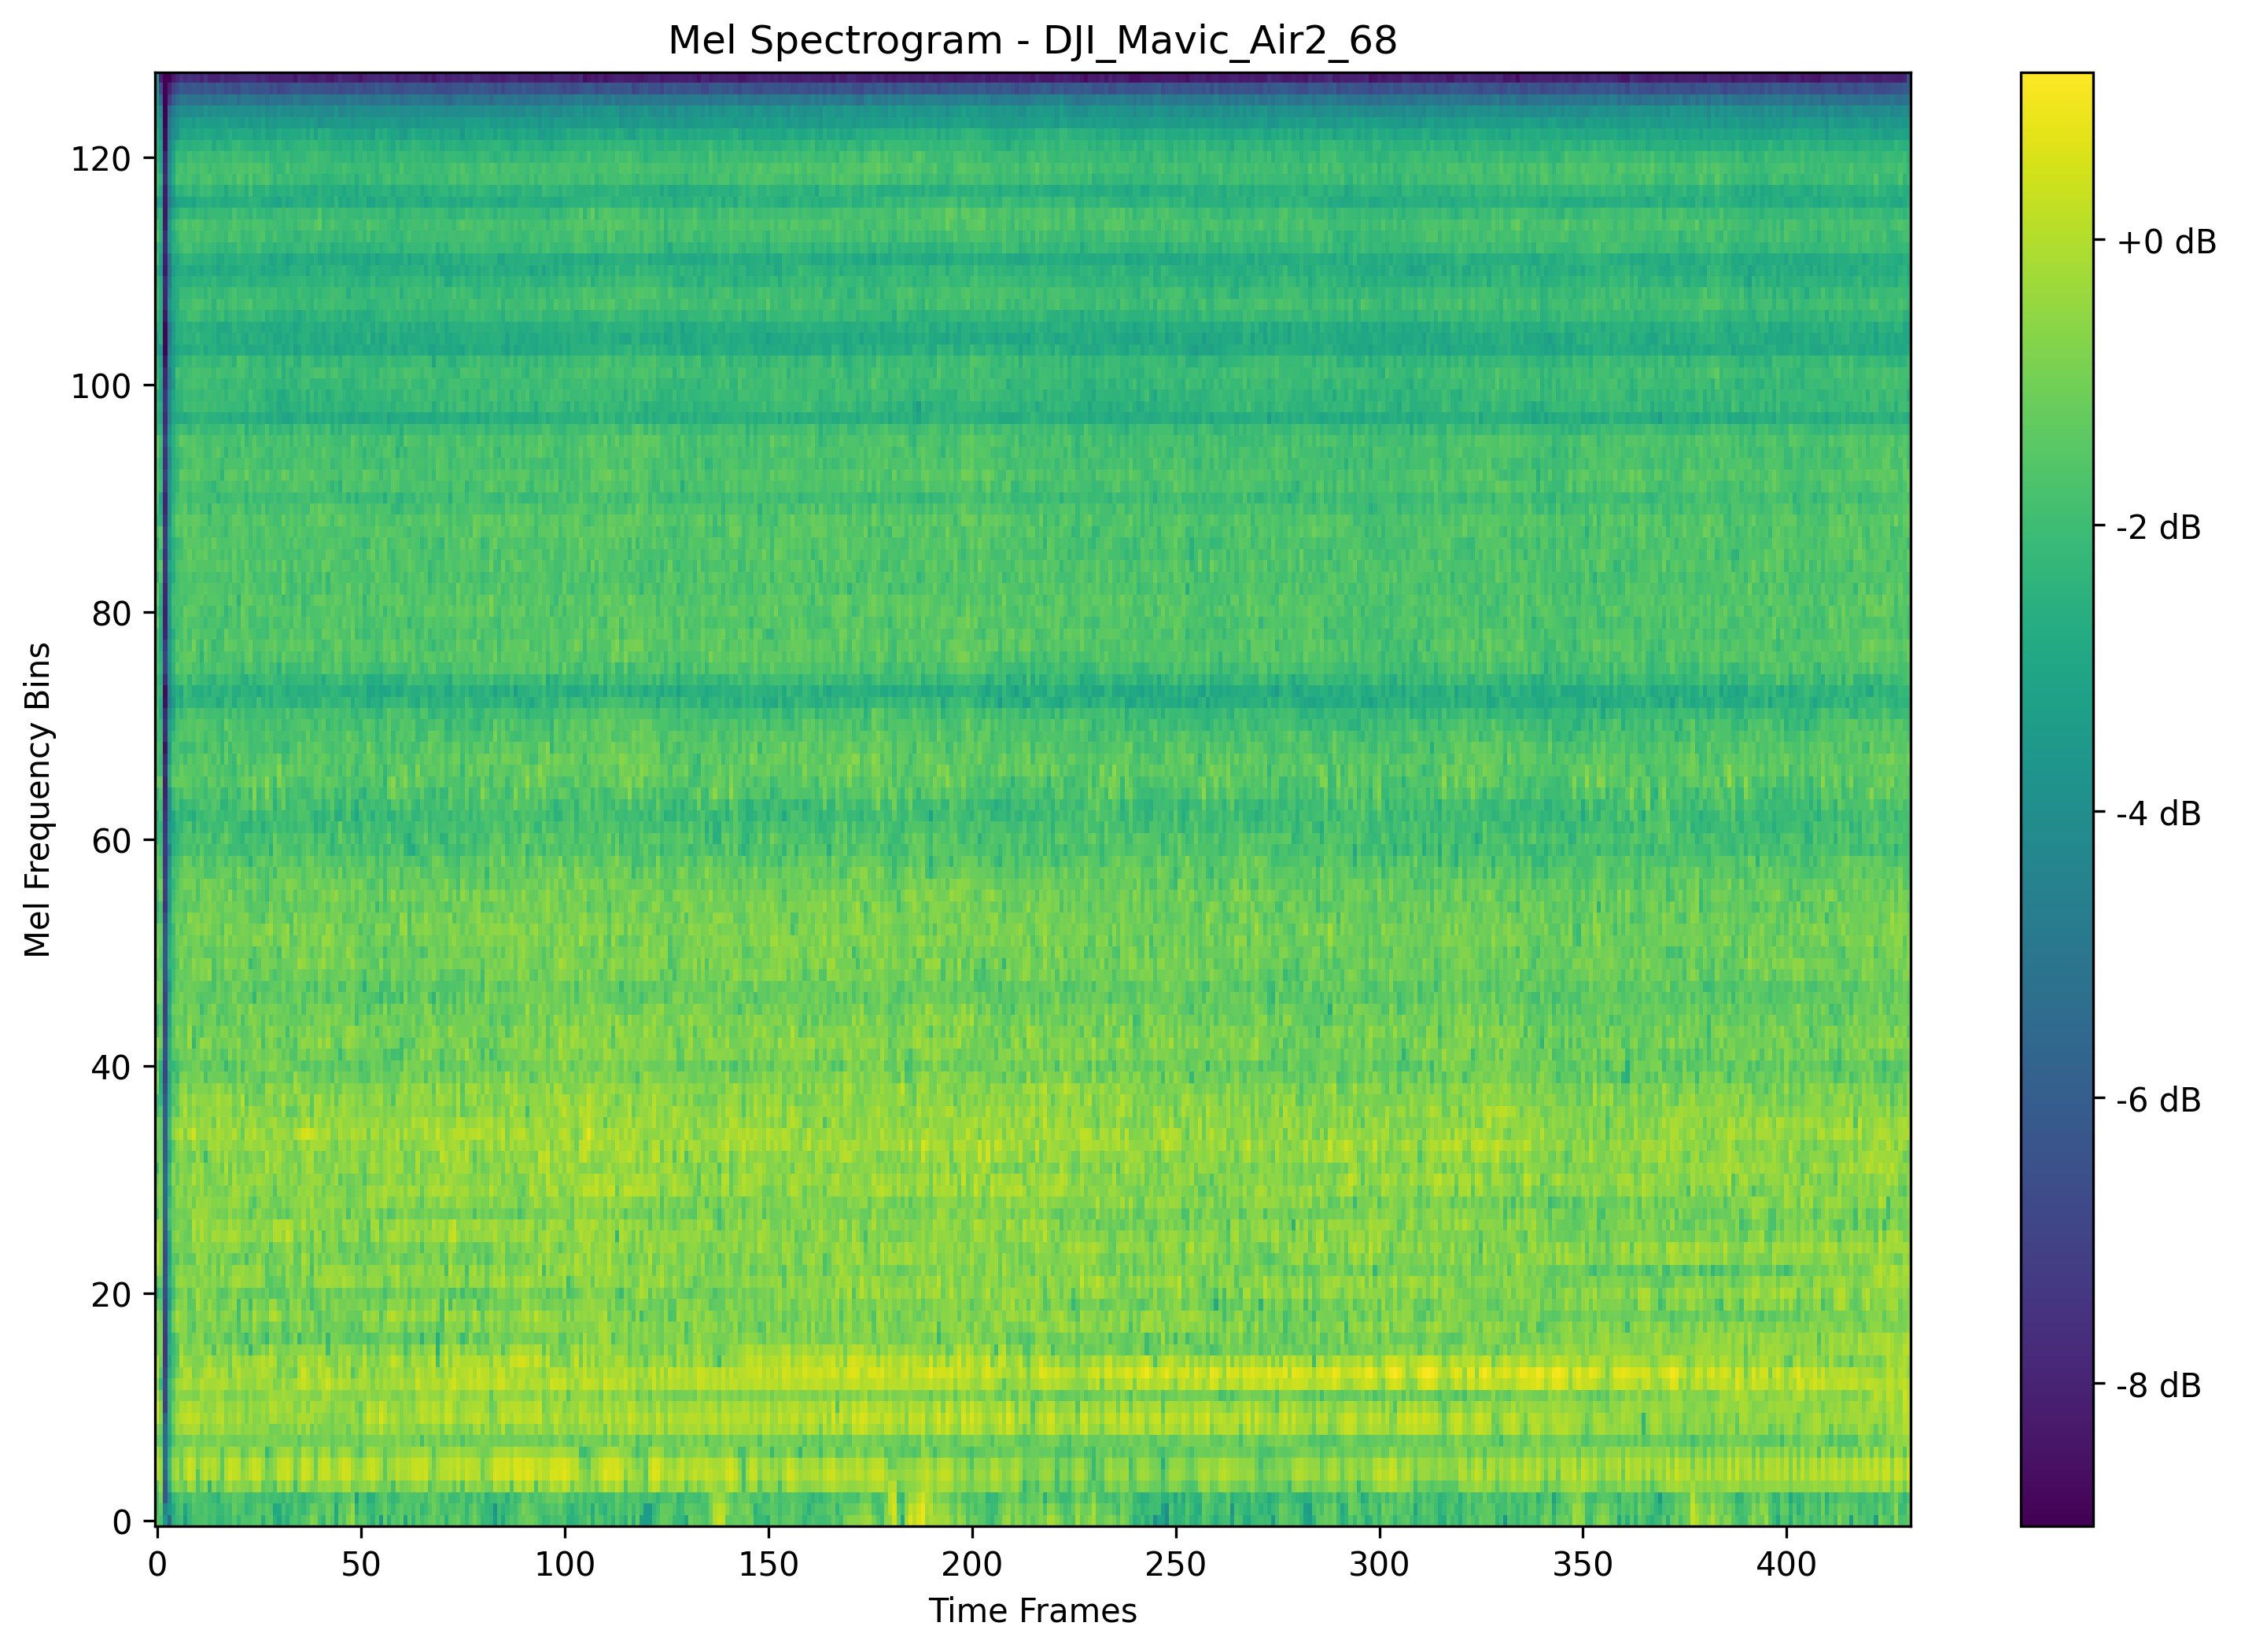 Mel Spectrogram - DJI_Mavic_Air2_68
Mel Frequency Bins
120
100
80
60
40
20
0
0 50 100 150 200 250 300 350 400
Time Frames
+0 dB
-2 dB
-4 dB
-6 dB
-8 dB